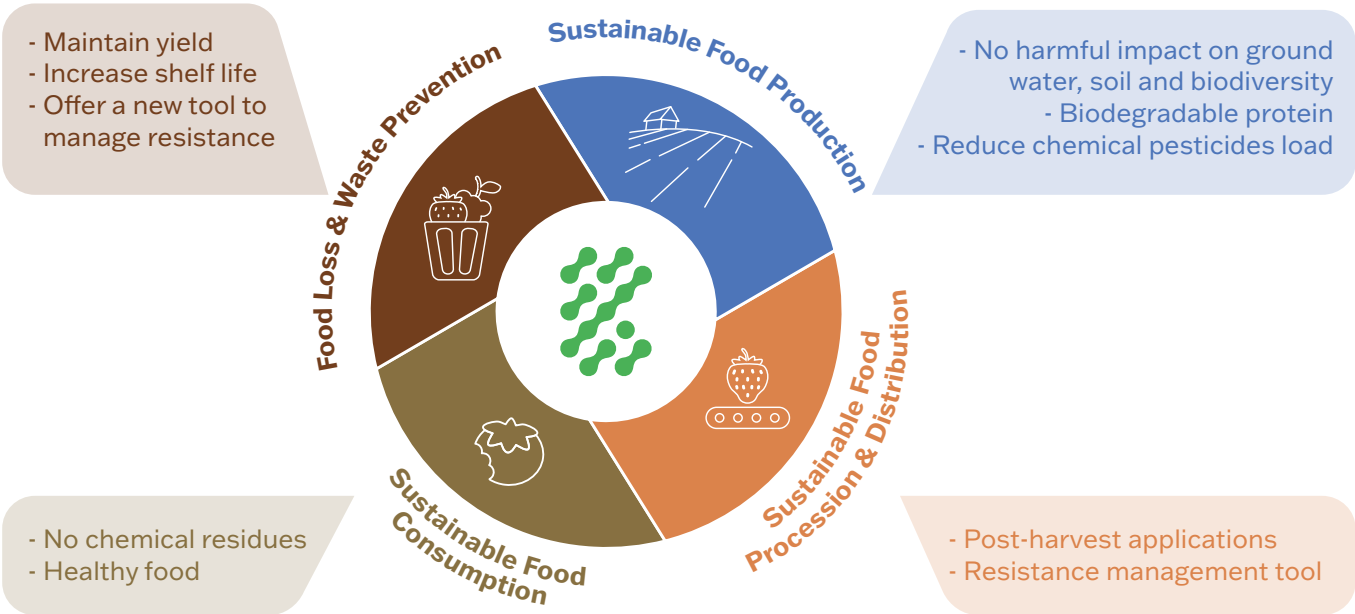 - Maintain yield
- Increase shelf life
- Offer a new tool to
manage resistance
Food Loss & Waste Prevention
Sustainable Food Production
- No harmful impact on ground
water, soil and biodiversity
- Biodegradable protein
- Reduce chemical pesticides load
Sustainable Food
Procession & Distribution
- Post-harvest applications
- Resistance management tool
Sustainable Food
Consumption
- No chemical residues
- Healthy food